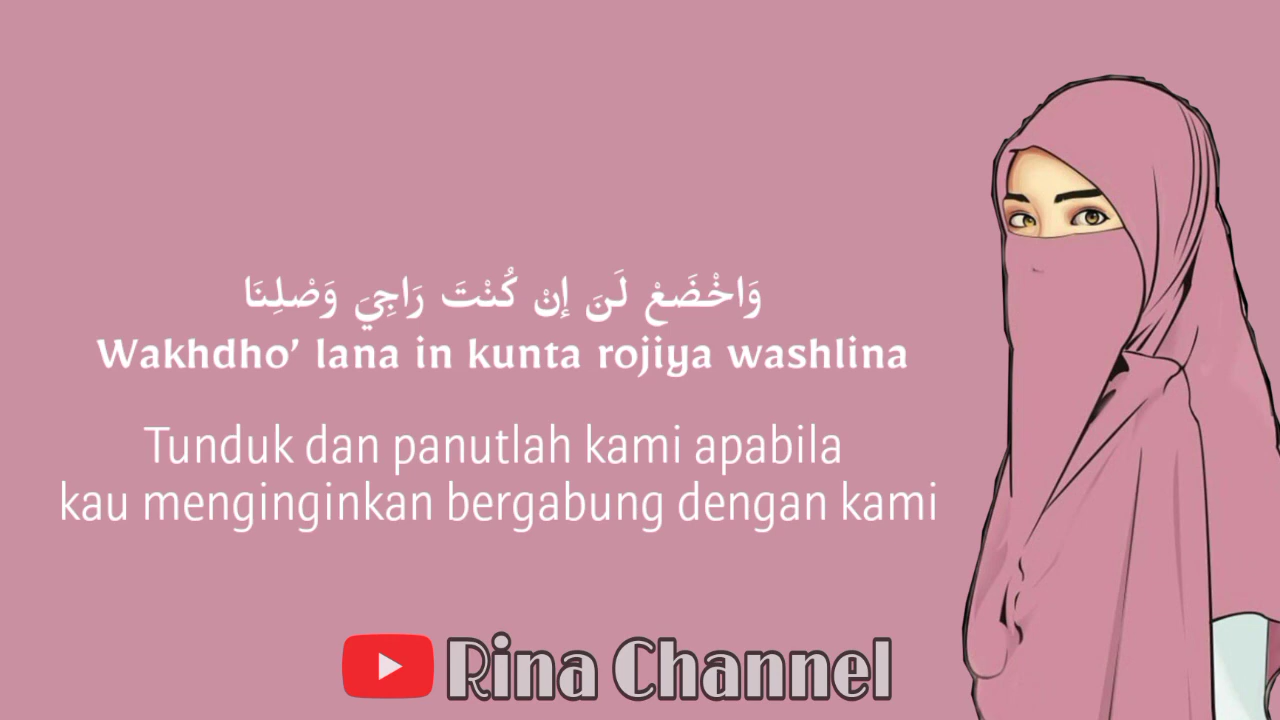 وَاخْضَعْ لَنَ إنْ كُنْتَ رَاجِيَ وَصْلِنَا
Wakhdho’ lana in kunta rojiya washlina
Tunduk dan panutlah kami apabila
kau menginginkan bergabung dengan kami
Rina Channel